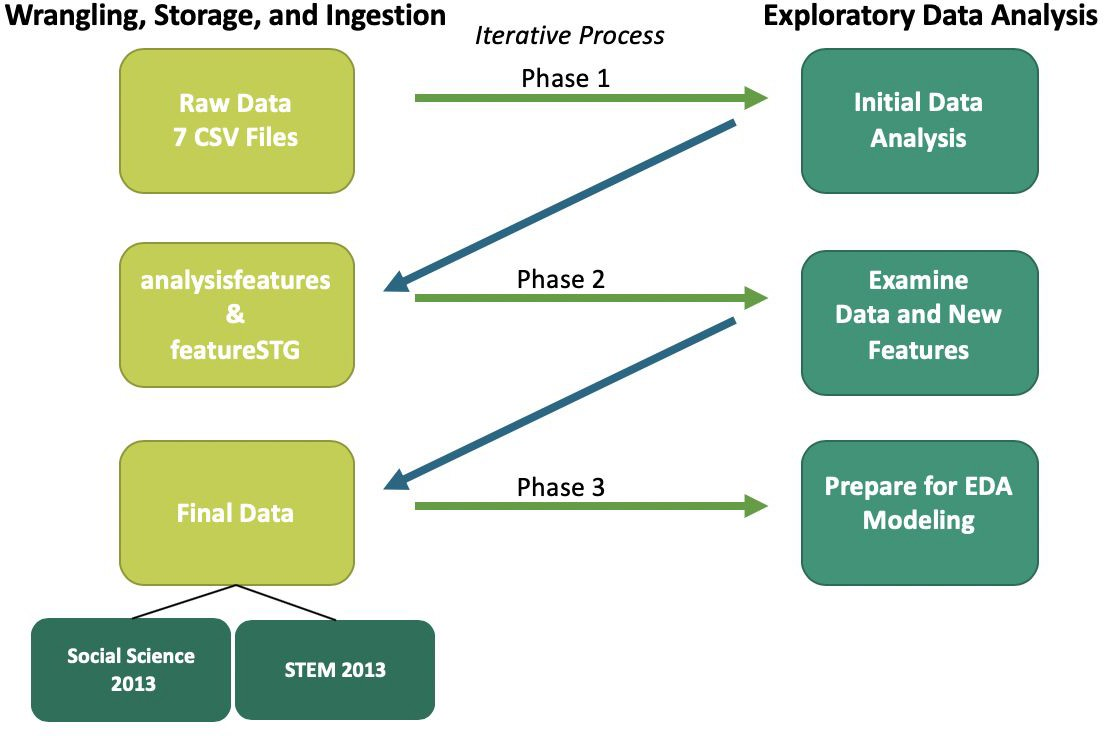 Wrangling, Storage, and Ingestion
Iterative Process
Exploratory Data Analysis
Raw Data
7 CSV Files
Phase 1
Initial Data
Analysis
analysisfeatures
&
featureSTG
Phase 2
Examine
Data and New
Features
Final Data
Phase 3
Prepare for EDA
Modeling
Social Science
2013
STEM 2013